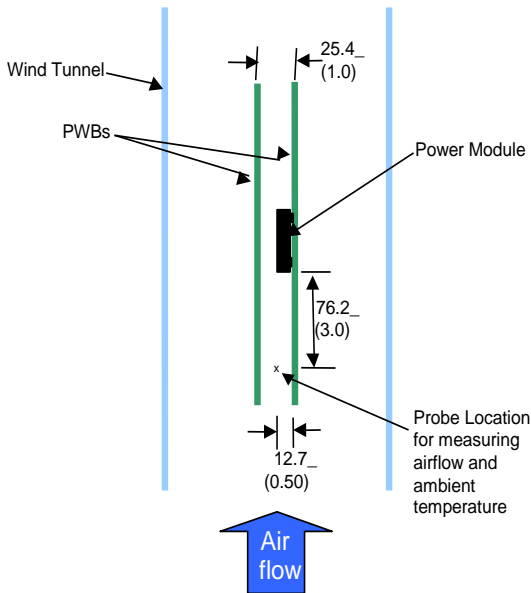 25.4_
(1.0)
Wind Tunnel
PWBs
Power Module
76.2_
(3.0)
x
Probe Location
for measuring
airflow and
ambient
temperature
12.7_
(0.50)
Air
flow